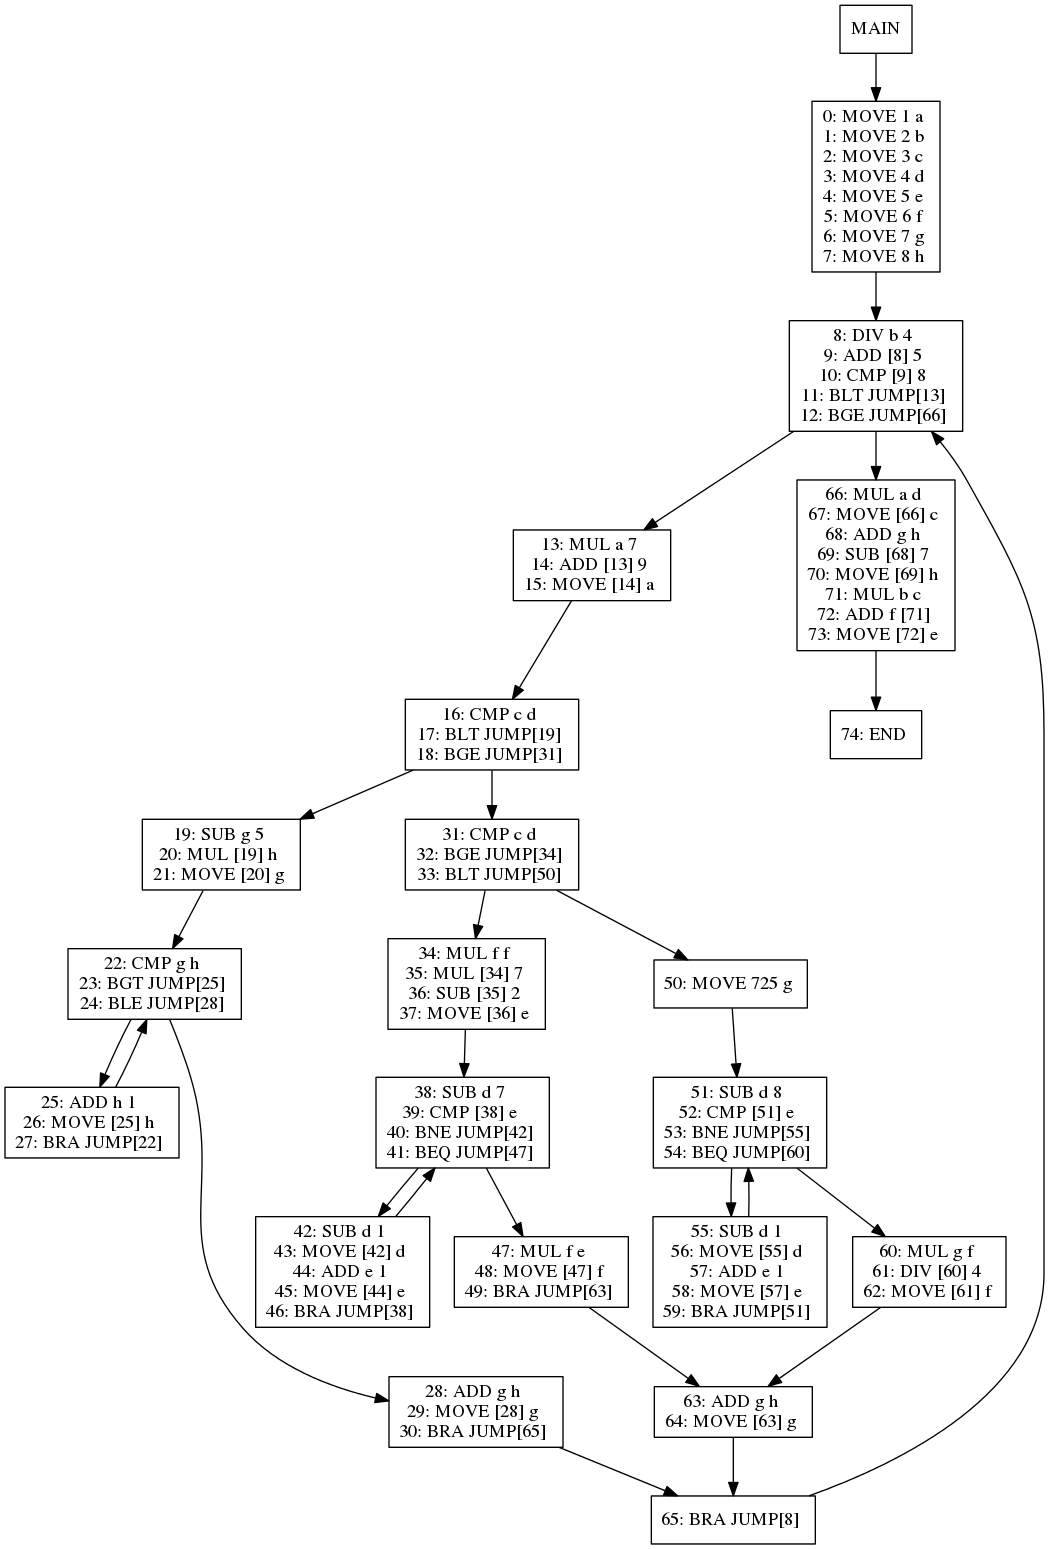 MAIN
0: MOVE 1 a
1: MOVE 2 b
2: MOVE 3 c
3: MOVE 4 d
4: MOVE 5 e
5: MOVE 6 f
6: MOVE 7 g
7: MOVE 8 h
8: DIV b 4
9: ADD [8] 5
10: CMP [9] 8
11: BLT JUMP[13]
12: BGE JUMP[66]
66: MUL a d
67: MOVE [66] c
68: ADD g h
69: SUB [68] 7
70: MOVE [69] h
71: MUL b c
72: ADD f [71]
73: MOVE [72] e
74: END
13: MUL a 7
14: ADD [13] 9
15: MOVE [14] a
16: CMP c d
17: BLT JUMP[19]
18: BGE JUMP[31]
19: SUB g 5
20: MUL [19] h
21: MOVE [20] g
31: CMP c d
32: BGE JUMP[34]
33: BLT JUMP[50]
22: CMP g h
23: BGT JUMP[25]
24: BLE JUMP[28]
34: MUL f f
35: MUL [34] 7
36: SUB [35] 2
37: MOVE [36] e
50: MOVE 725 g
25: ADD h 1
26: MOVE [25] h
27: BRA JUMP[22]
38: SUB d 7
39: CMP [38] e
40: BNE JUMP[42]
41: BEQ JUMP[47]
51: SUB d 8
52: CMP [51] e
53: BNE JUMP[55]
54: BEQ JUMP[60]
42: SUB d 1
43: MOVE [42] d
44: ADD e 1
45: MOVE [44] e
46: BRA JUMP[38]
47: MUL f e
48: MOVE [47] f
49: BRA JUMP[63]
55: SUB d 1
56: MOVE [55] d
57: ADD e 1
58: MOVE [57] e
59: BRA JUMP[51]
60: MUL g f
61: DIV [60] 4
62: MOVE [61] f
28: ADD g h
29: MOVE [28] g
30: BRA JUMP[65]
63: ADD g h
64: MOVE [63] g
65: BRA JUMP[8]